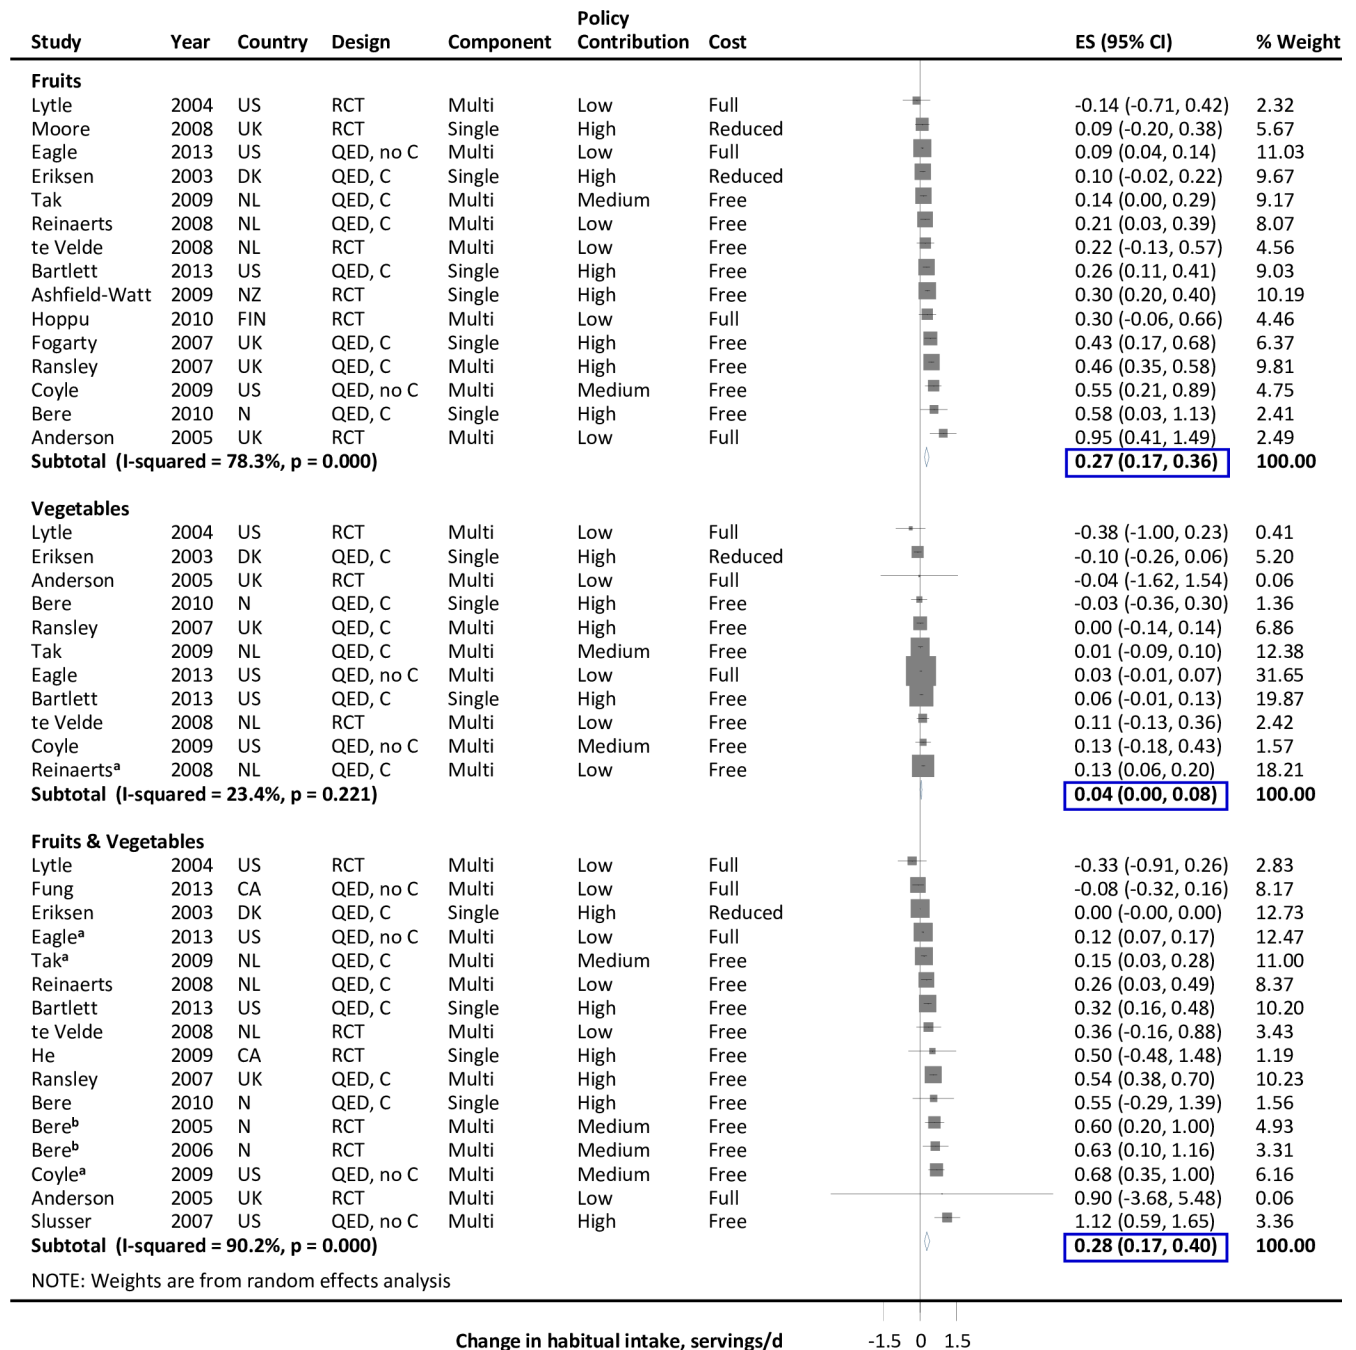 Policy
Study Year Country Design Component Contribution Cost ES (95% CI) % Weight
Fruits
Lytle 2004 US RCT Multi Low Full -0.14 (-0.71, 0.42) 2.32
Moore 2008 UK RCT Single High Reduced 0.09 (-0.20, 0.38) 5.67
Eagle 2013 US QED, no C Multi Low Full 0.09 (0.04, 0.14) 11.03
Eriksen 2003 DK QED, C Single High Reduced 0.10 (-0.02, 0.22) 9.67
Tak 2009 NL QED, C Multi Medium Free 0.14 (0.00, 0.29) 9.17
Reinaerts 2008 NL QED, C Multi Low Free 0.21 (0.03, 0.39) 8.07
te Velde 2008 NL RCT Multi Low Free 0.22 (-0.13, 0.57) 4.56
Bartlett 2013 US QED, C Single High Free 0.26 (0.11, 0.41) 9.03
Ashfield-Watt 2009 NZ RCT Single High Free 0.30 (0.20, 0.40) 10.19
Hoppu 2010 FIN RCT Multi Low Full 0.30 (-0.06, 0.66) 4.46
Fogarty 2007 UK QED, C Single High Free 0.43 (0.17, 0.68) 6.37
Ransley 2007 UK QED, C Multi High Free 0.46 (0.35, 0.58) 9.81
Coyle 2009 US QED, no C Multi Medium Free 0.55 (0.21, 0.89) 4.75
Bere 2010 N QED, C Single High Free 0.58 (0.03, 1.13) 2.41
Anderson 2005 UK RCT Multi Low Full 0.95 (0.41, 1.49) 2.49
Subtotal (I-squared = 78.3%, p = 0.000) 0.27 (0.17, 0.36) 100.00
Vegetables
Lytle 2004 US RCT Multi Low Full -0.38 (-1.00, 0.23) 0.41
Eriksen 2003 DK QED, C Single High Reduced -0.10 (-0.26, 0.06) 5.20
Anderson 2005 UK RCT Multi Low Full -0.04 (-1.62, 1.54) 0.06
Bere 2010 N QED, C Single High Free -0.03 (-0.36, 0.30) 1.36
Ransley 2007 UK QED, C Multi High Free 0.00 (-0.14, 0.14) 6.86
Tak 2009 NL QED, C Multi Medium Free 0.01 (-0.09, 0.10) 12.38
Eagle 2013 US QED, no C Multi Low Full 0.03 (-0.01, 0.07) 31.65
Bartlett 2013 US QED, C Single High Free 0.06 (-0.01, 0.13) 19.87
te Velde 2008 NL RCT Multi Low Free 0.11 (-0.13, 0.36) 2.42
Coyle 2009 US QED, no C Multi Medium Free 0.13 (-0.18, 0.43) 1.57
Reinaertsᵃ 2008 NL QED, C Multi Low Free 0.13 (0.06, 0.20) 18.21
Subtotal (I-squared = 23.4%, p = 0.221) 0.04 (0.00, 0.08) 100.00
Fruits & Vegetables
Lytle 2004 US RCT Multi Low Full -0.33 (-0.91, 0.26) 2.83
Fung 2013 CA QED, no C Multi Low Full -0.08 (-0.32, 0.16) 8.17
Eriksen 2003 DK QED, C Single High Reduced 0.00 (-0.00, 0.00) 12.73
Eagleᵃ 2013 US QED, no C Multi Low Full 0.12 (0.07, 0.17) 12.47
Takᵃ 2009 NL QED, C Multi Medium Free 0.15 (0.03, 0.28) 11.00
Reinaerts 2008 NL QED, C Multi Low Free 0.26 (0.03, 0.49) 8.37
Bartlett 2013 US QED, C Single High Free 0.32 (0.16, 0.48) 10.20
te Velde 2008 NL RCT Multi Low Free 0.36 (-0.16, 0.88) 3.43
He 2009 CA RCT Single High Free 0.50 (-0.48, 1.48) 1.19
Ransley 2007 UK QED, C Multi High Free 0.54 (0.38, 0.70) 10.23
Bere 2010 N QED, C Single High Free 0.55 (-0.29, 1.39) 1.56
Bereᵇ 2005 N RCT Multi Medium Free 0.60 (0.20, 1.00) 4.93
Bereᵇ 2006 N RCT Multi Medium Free 0.63 (0.10, 1.16) 3.31
Coyleᵃ 2009 US QED, no C Multi Medium Free 0.68 (0.35, 1.00) 6.16
Anderson 2005 UK RCT Multi Low Full 0.90 (-3.68, 5.48) 0.06
Slusser 2007 US QED, no C Multi High Free 1.12 (0.59, 1.65) 3.36
Subtotal (I-squared = 90.2%, p = 0.000) 0.28 (0.17, 0.40) 100.00
NOTE: Weights are from random effects analysis
Change in habitual intake, servings/d -1.5 0 1.5